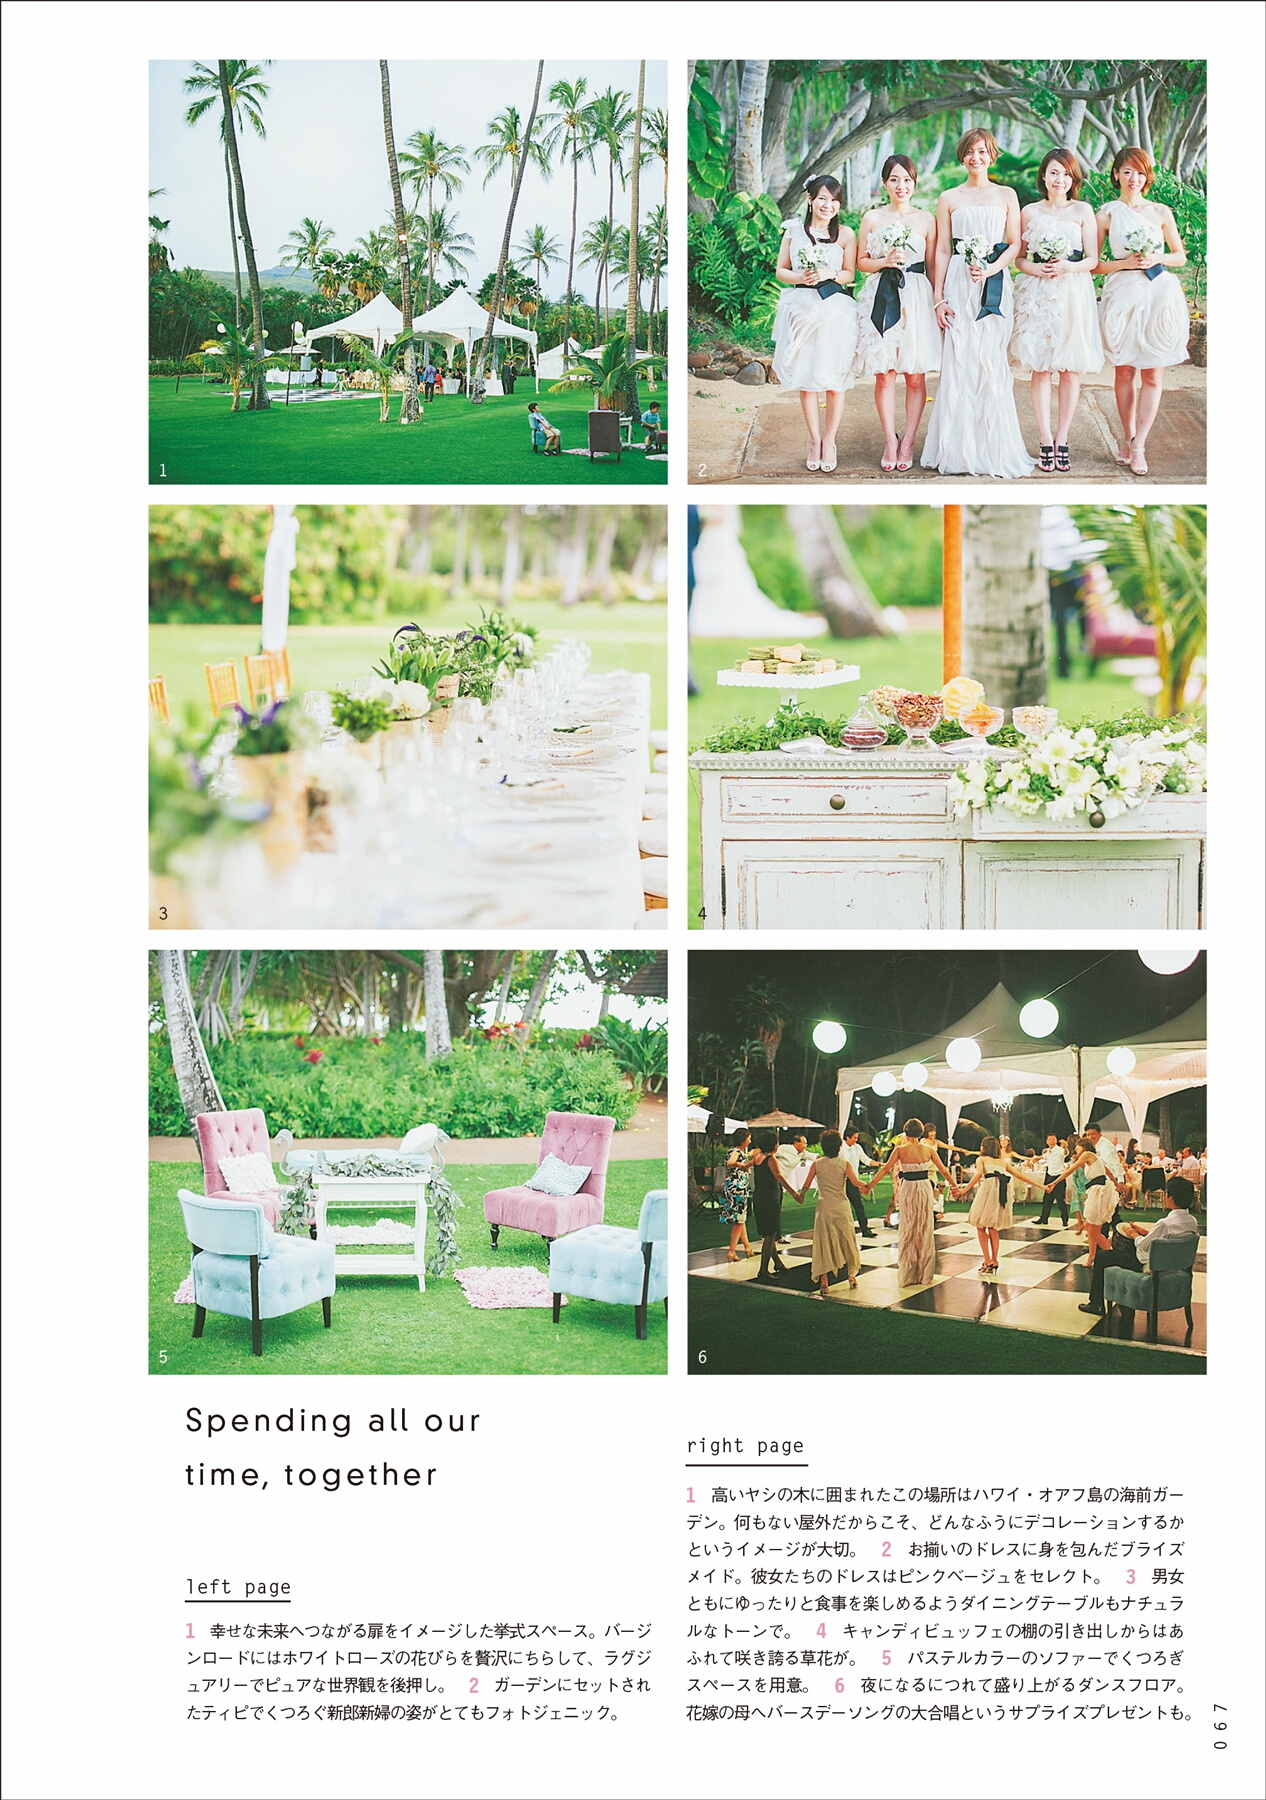 1
2
3
4
5
6
Spending all our
time, together
left page
1 幸せな未来へつながる扉をイメージした挙式スペース。バージ
ンロードにはホワイトローズの花びらを贅沢にちらして、ラグジ
ュアリーでピュアな世界観を後押し。 2 ガーデンにセットされ
たティピでくつろぐ新郎新婦の姿がとてもフォトジェニック。
right page
1 高いヤシの木に囲まれたこの場所はハワイ・オアフ島の海前ガー
デン。何もない屋外だからこそ、どんなふうにデコレーションするか
というイメージが大切。 2 お揃いのドレスに身を包んだブライズ
メイド。彼女たちのドレスはピンクベージュをセレクト。 3 男女
ともにゆったりと食事を楽しめるようダイニングテーブルもナチュラ
ルなトーンで。 4 キャンディビュッフェの棚の引き出しからはあ
ふれて咲き誇る草花が。 5 パステルカラーのソファーでくつろぎ
スペースを用意。 6 夜になるにつれて盛り上がるダンスフロア。
花嫁の母へバースデーソングの大合唱というサプライズプレゼントも。
067